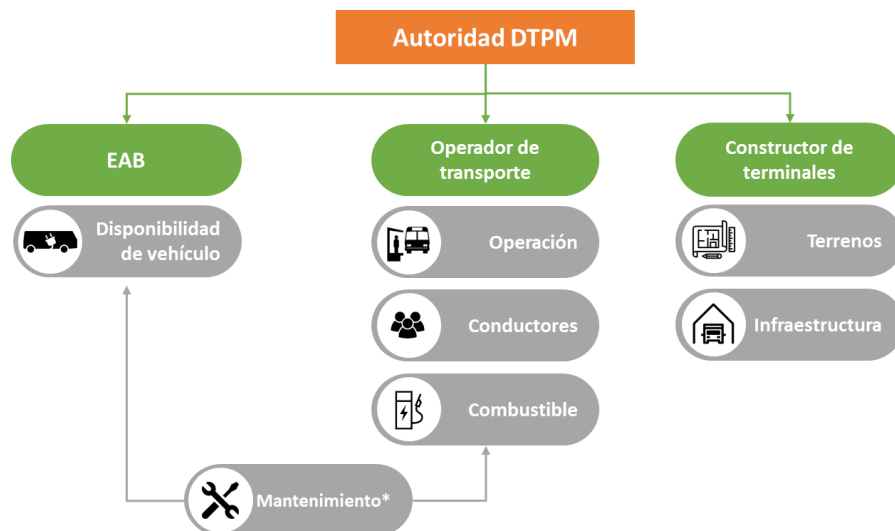 Autoridad DTPM
EAB
Operador de
transporte
Constructor de
terminales
Disponibilidad
de vehículo
Operación
Terrenos
Conductores
Infraestructura
Combustible
Mantenimiento*